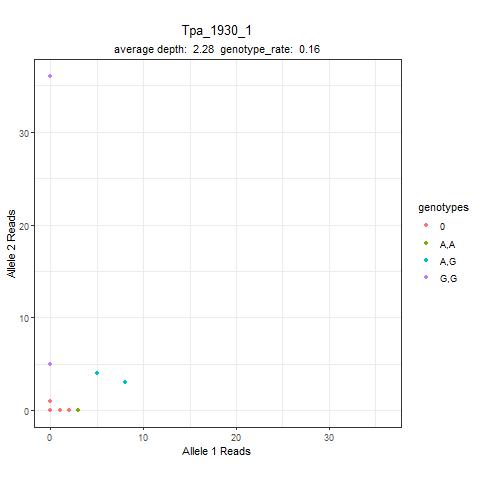 Tpa_1930_1
average depth:  2.28  genotype_rate:  0.16
genotypes
0
A,A
A,G
G,G
Allele 2 Reads
30
20
10
0
0 10 20 30
Allele 1 Reads